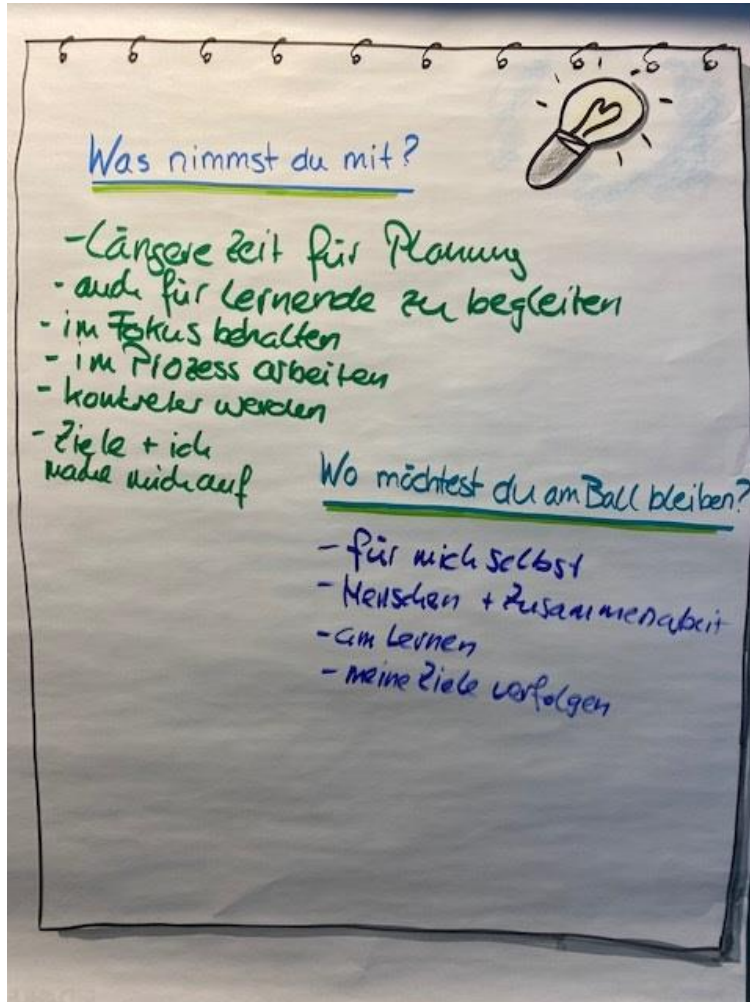 Was nimmst du mit?
- Längere Zeit für Planung
- auch für Lernende zu begleiten
- im Fokus behalten
- im Prozess arbeiten
- konkreter werden
- Ziele + ich
mache mich auf
Wo möchtest du am Ball bleiben?
- für mich selbst
- Menschen + Zusammenarbeit
- am Lernen
- meine Ziele verfolgen